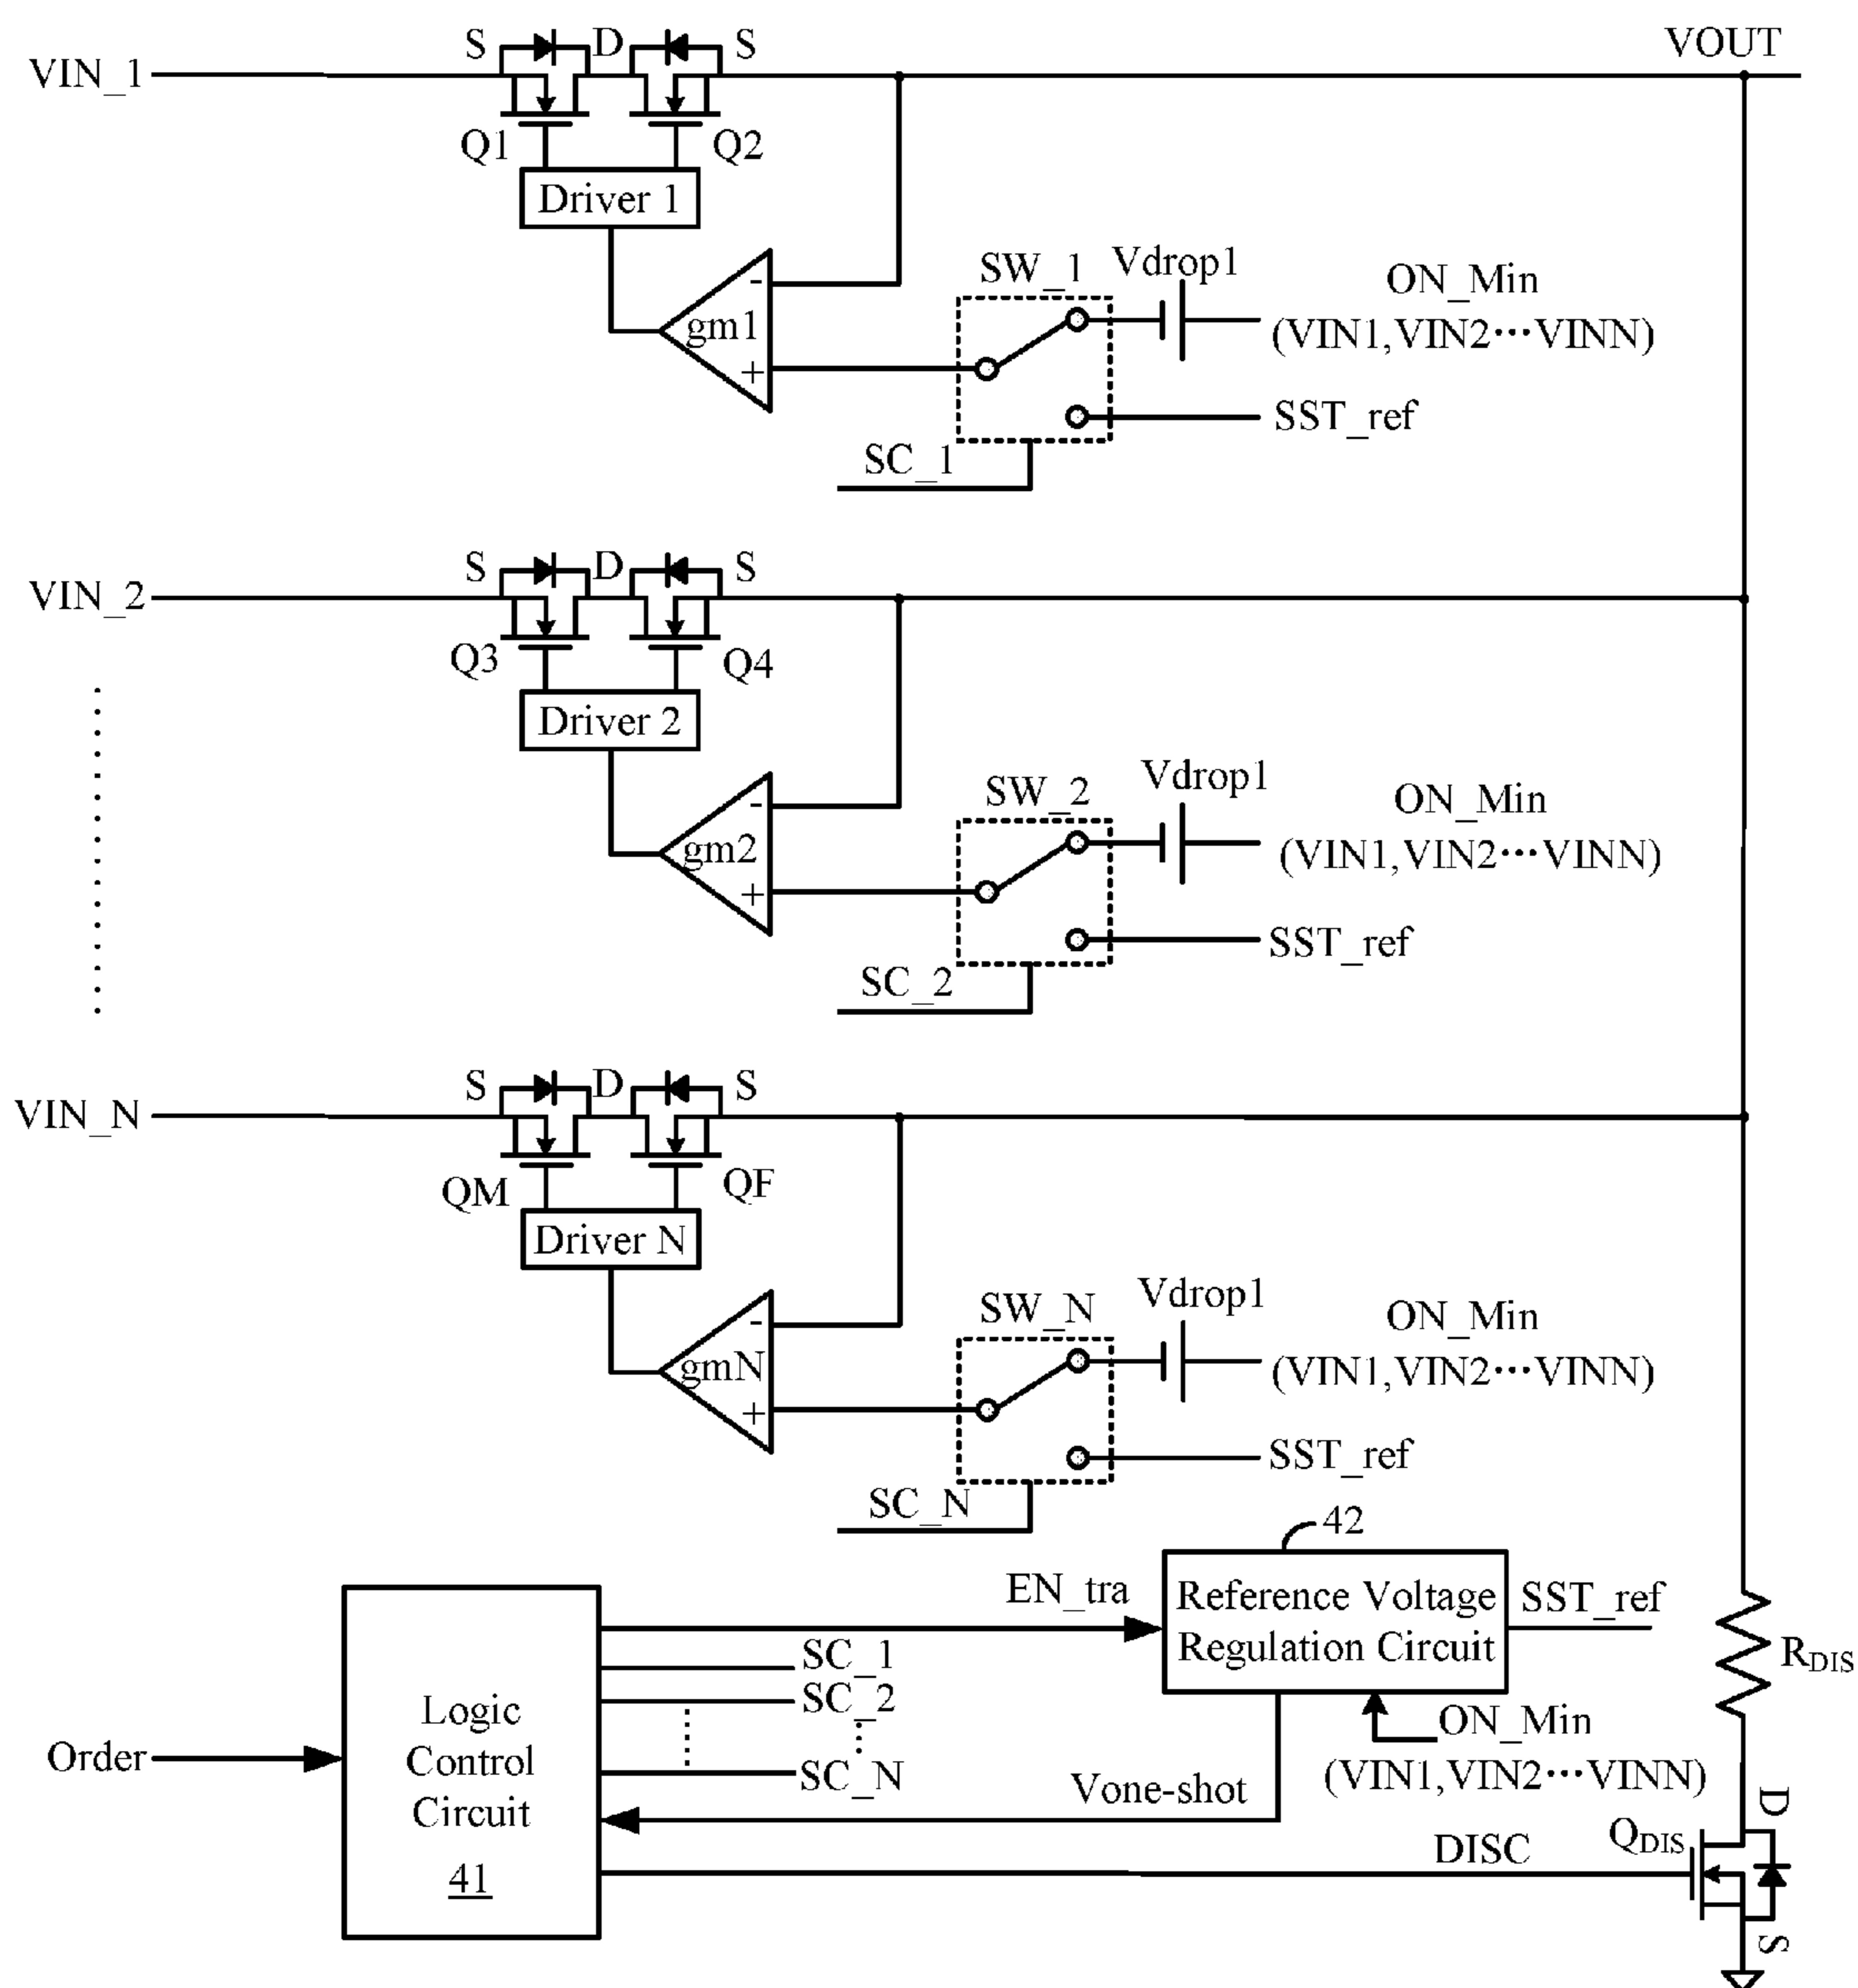 VOUT
S D S
VIN_1
Q1 Q2
Driver 1
-
gm1
+
SW_1 Vdrop1
ON_Min
(VIN1,VIN2···VINN)
SST_ref
SC_1
S D S
VIN_2
Q3 Q4
Driver 2
-
gm2
+
SW_2 Vdrop1
ON_Min
(VIN1,VIN2···VINN)
SST_ref
SC_2
S D S
VIN_N
QM QF
Driver N
-
gmN
+
SW_N Vdrop1
ON_Min
(VIN1,VIN2···VINN)
SST_ref
SC_N
42
EN_tra
Reference Voltage
Regulation Circuit
SST_ref
RDIS
SC_1
SC_2
SC_N
Order
Logic
Control
Circuit
41
ON_Min
(VIN1,VIN2···VINN)
Vone-shot
DISC
QDIS
D
S